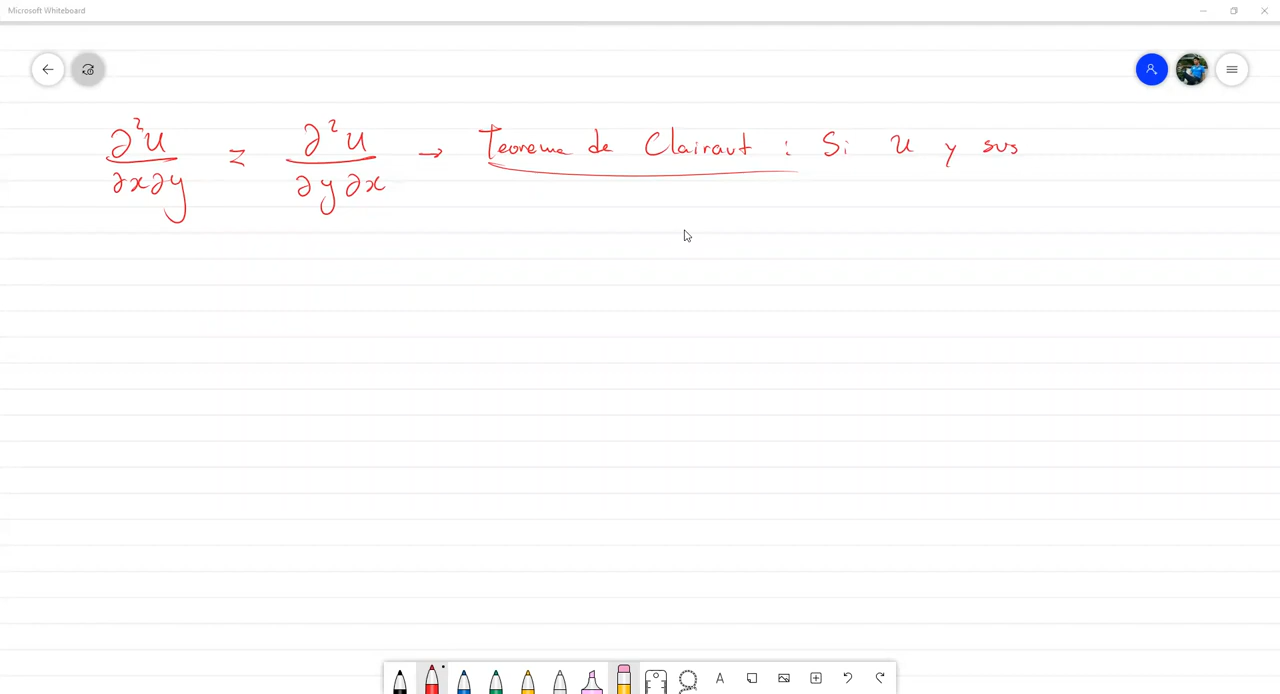 Microsoft Whiteboard
∂²u/∂x∂y = ∂²u/∂y∂x → Teorema de Clairaut : Si u y sus
A